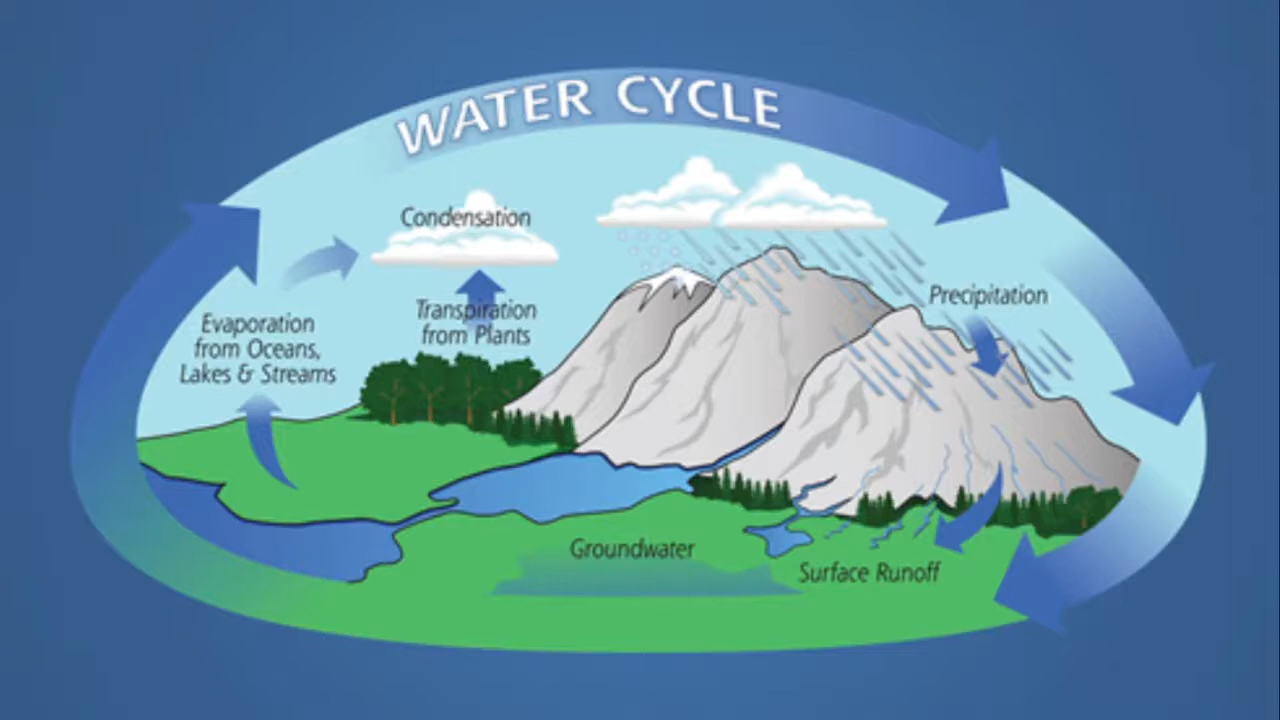 WATER CYCLE
Condensation
Transpiration
from Plants
Evaporation
from Oceans,
Lakes & Streams
Precipitation
Groundwater
Surface Runoff